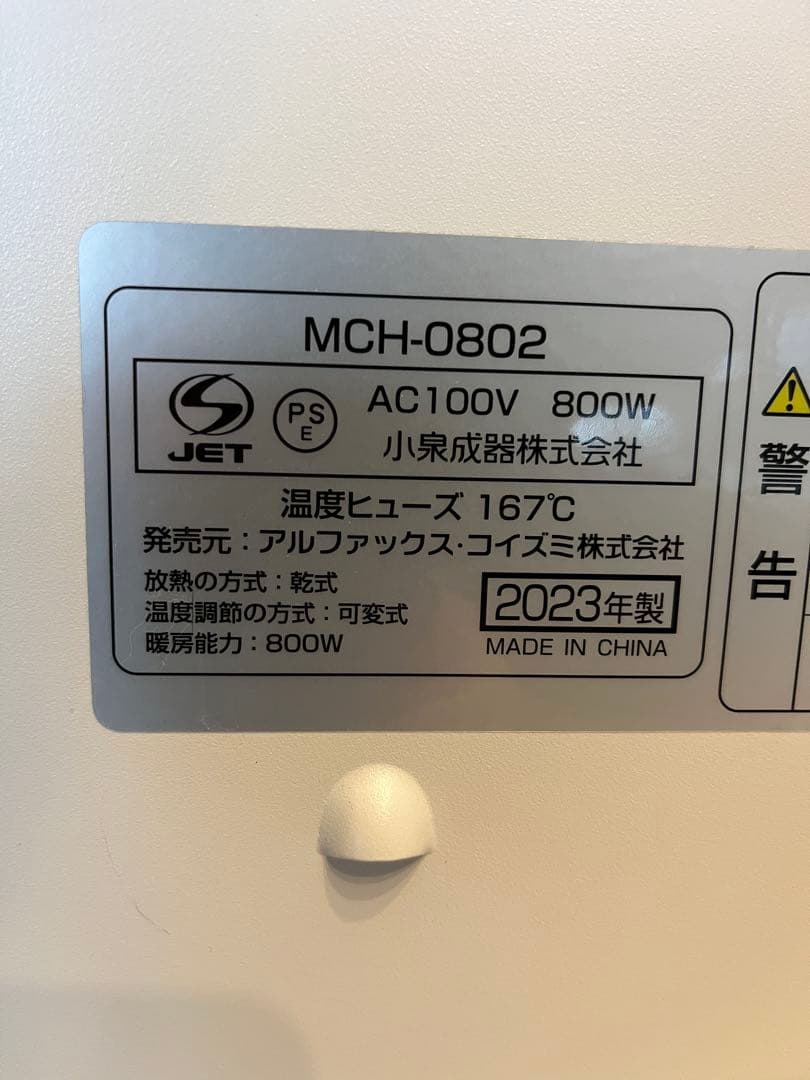 MCH-0802
JET
PS
E
AC100V 800W
小泉成器株式会社
温度ヒューズ 167℃
発売元：アルファックス・コイズミ株式会社
放熱の方式：乾式
温度調節の方式：可変式
暖房能力：800W
2023年製
MADE IN CHINA
警
告